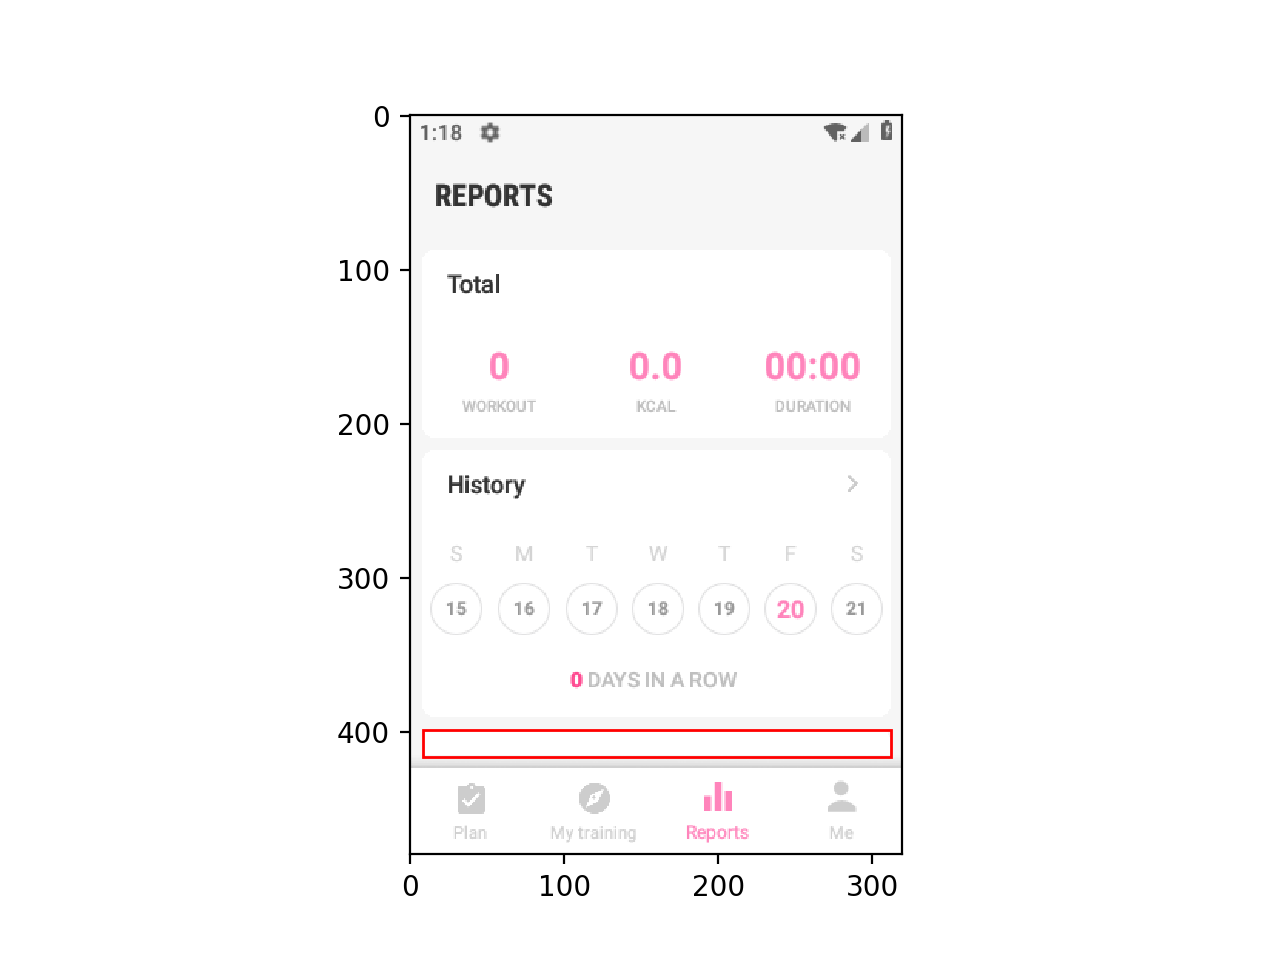 0
1:18
REPORTS
100
Total
0 0.0 00:00
WORKOUT KCAL DURATION
200
History
S M T W T F S
300
15 16 17 18 19 20 21
0 DAYS IN A ROW
400
Plan My training Reports Me
0 100 200 300